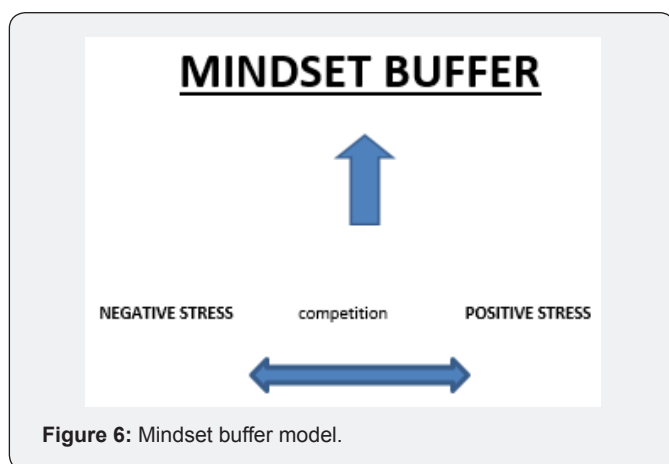 MINDSET BUFFER
NEGATIVE STRESS competition POSITIVE STRESS
Figure 6: Mindset buffer model.